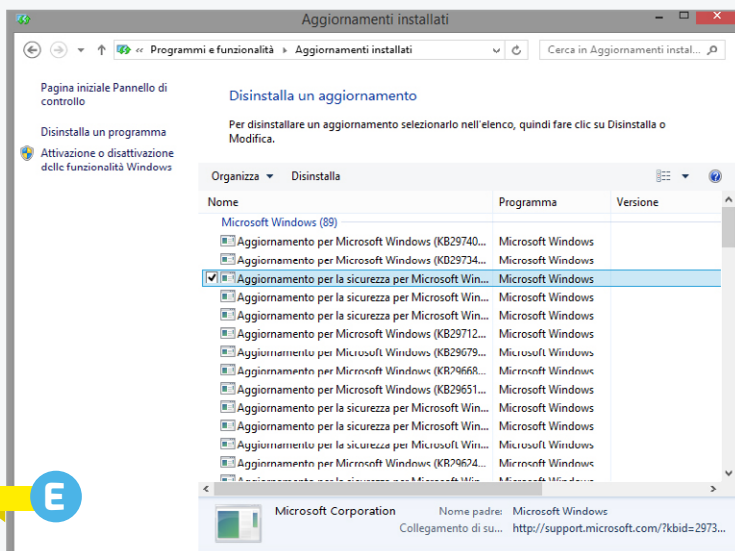 Aggiornamenti installati
« Programmi e funzionalità ▸ Aggiornamenti installati
Cerca in Aggiornamenti instal...
Pagina iniziale Pannello di
controllo
Disinstalla un programma
Attivazione o disattivazione
delle funzionalità Windows
Disinstalla un aggiornamento
Per disinstallare un aggiornamento selezionarlo nell'elenco, quindi fare clic su Disinstalla o
Modifica.
Organizza Disinstalla
Nome Programma Versione
Microsoft Windows (89)
Aggiornamento per Microsoft Windows (KB29740... Microsoft Windows
Aggiornamento per Microsoft Windows (KB29734... Microsoft Windows
Aggiornamento per la sicurezza per Microsoft Win... Microsoft Windows
Aggiornamento per la sicurezza per Microsoft Win... Microsoft Windows
Aggiornamento per la sicurezza per Microsoft Win... Microsoft Windows
Aggiornamento per Microsoft Windows (KB29712... Microsoft Windows
Aggiornamento per Microsoft Windows (KB29679... Microsoft Windows
Aggiornamento per Microsoft Windows (KB29668... Microsoft Windows
Aggiornamento per Microsoft Windows (KB29651... Microsoft Windows
Aggiornamento per la sicurezza per Microsoft Win... Microsoft Windows
Aggiornamento per la sicurezza per Microsoft Win... Microsoft Windows
Aggiornamento per la sicurezza per Microsoft Win... Microsoft Windows
Aggiornamento per Microsoft Windows (KB29624... Microsoft Windows
E
Microsoft Corporation Nome padre: Microsoft Windows
Collegamento di su... http://support.microsoft.com/?kbid=2973...